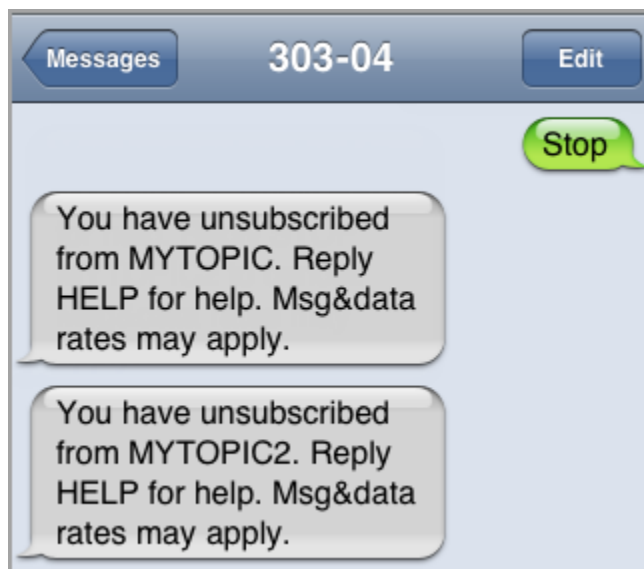 Messages 303-04 Edit
Stop
You have unsubscribed
from MYTOPIC. Reply
HELP for help. Msg&data
rates may apply.
You have unsubscribed
from MYTOPIC2. Reply
HELP for help. Msg&data
rates may apply.